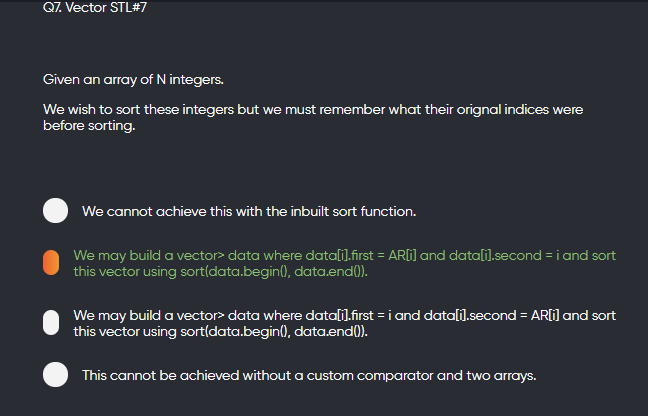 Q7. Vector STL#7
Given an array of N integers.
We wish to sort these integers but we must remember what their orignal indices were
before sorting.
We cannot achieve this with the inbuilt sort function.
We may build a vector> data where data[i].first = AR[i] and data[i].second = i and sort
this vector using sort(data.begin(), data.end()).
We may build a vector> data where data[i].first = i and data[i].second = AR[i] and sort
this vector using sort(data.begin(), data.end()).
This cannot be achieved without a custom comparator and two arrays.